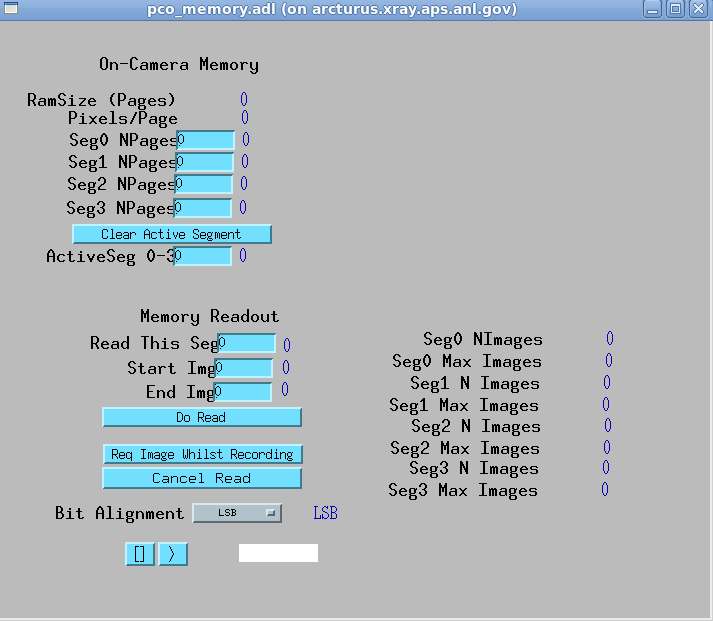 pco_memory.adl (on arcturus.xray.aps.anl.gov)
On-Camera Memory
RamSize (Pages) 0
Pixels/Page 0
Seg0 NPages 0 0
Seg1 NPages 0 0
Seg2 NPages 0 0
Seg3 NPages 0 0
Clear Active Segment
ActiveSeg 0-3 0 0
Memory Readout
Read This Seg 0 0
Start Img 0 0
End Img 0 0
Do Read
Req Image Whilst Recording
Cancel Read
Bit Alignment LSB LSB
[] >
Seg0 NImages 0
Seg0 Max Images 0
Seg1 N Images 0
Seg1 Max Images 0
Seg2 N Images 0
Seg2 Max Images 0
Seg3 N Images 0
Seg3 Max Images 0